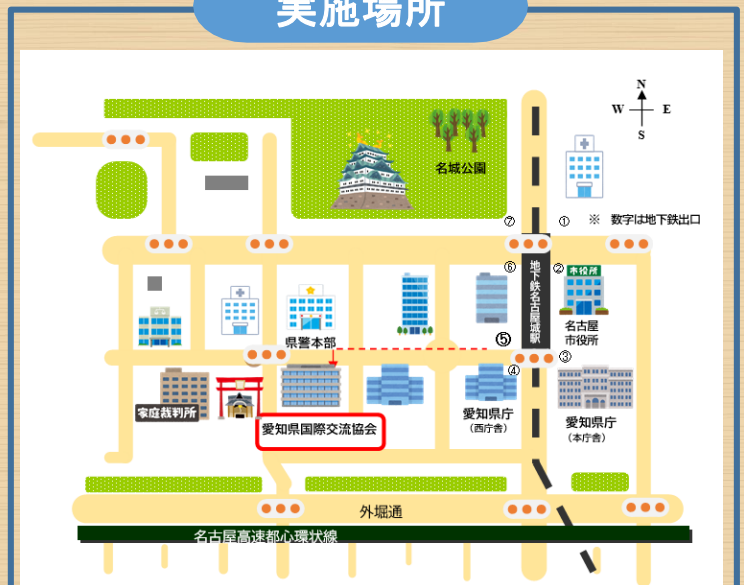 実施場所
N
W E
S
名城公園
⑦
①
※ 数字は地下鉄出口
⑥
地下鉄名古屋城駅
②
市役所
名古屋
市役所
県警本部
⑤
③
④
家庭裁判所
愛知県国際交流協会
愛知県庁
(西庁舎)
愛知県庁
(本庁舎)
外堀通
名古屋高速都心環状線